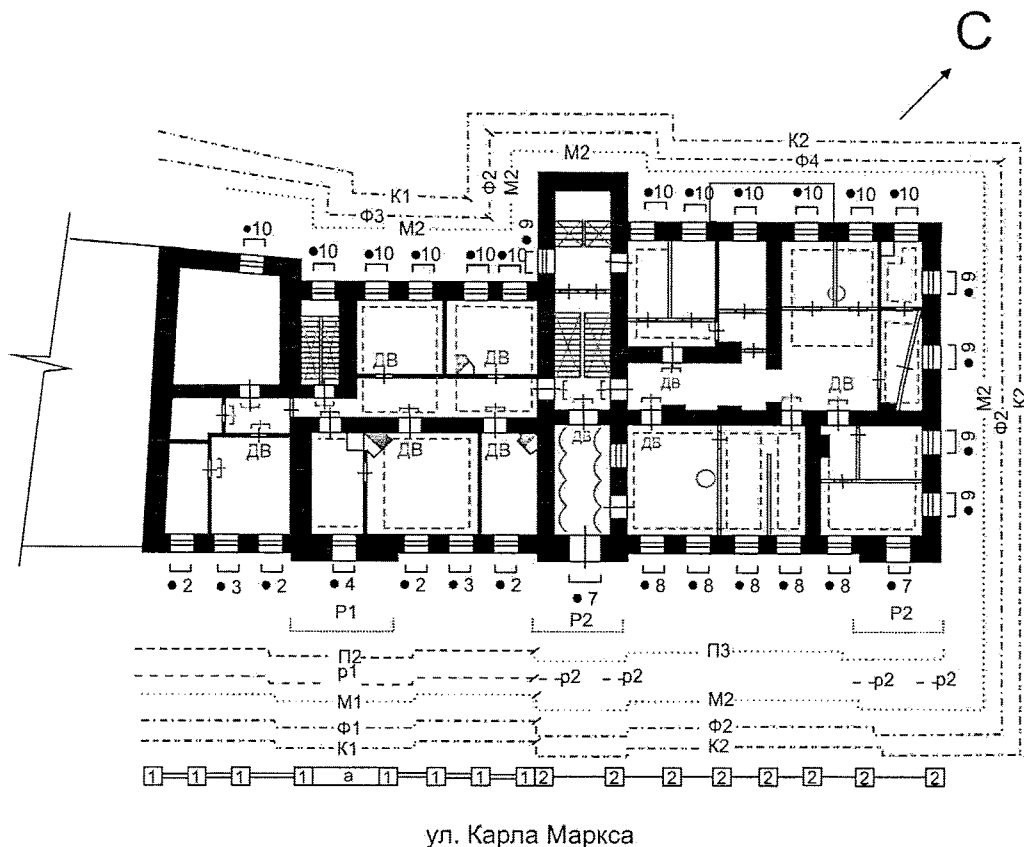 С
К2
М2 Ф4
К1 Ф2 М2
Ф3
М2
10 10 10 10 10 10
10 10 10 10 10 10
9
9
9
ДВ ДВ ДВ ДВ
М2 Ф2 К2
ДВ ДВ ДВ ДБ ДБ
9
9
2 3 2 4 2 3 2 7 8 8 8 8 8 7
Р1 Р2 Р2
П2 П3
р1 р2 р2 р2 р2
М1 М2
Ф1 Ф2
К1 К2
1 1 1 1 а 1 1 1 1 2 2 2 2 2 2 2 2
ул. Карла Маркса